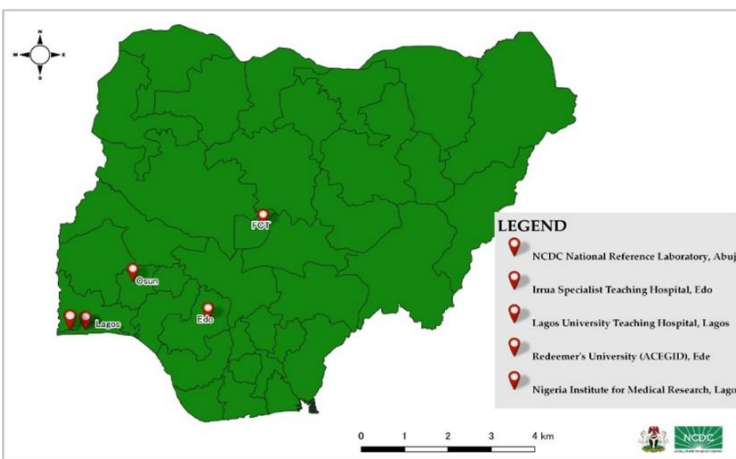 N
W E
S
FCT
Osun
Edo
Lagos
LEGEND
NCDC National Reference Laboratory, Abuj
Irrua Specialist Teaching Hospital, Edo
Lagos University Teaching Hospital, Lagos
Redeemer's University (ACEGID), Ede
Nigeria Institute for Medical Research, Lago
0 1 2 3 4 km
NCDC